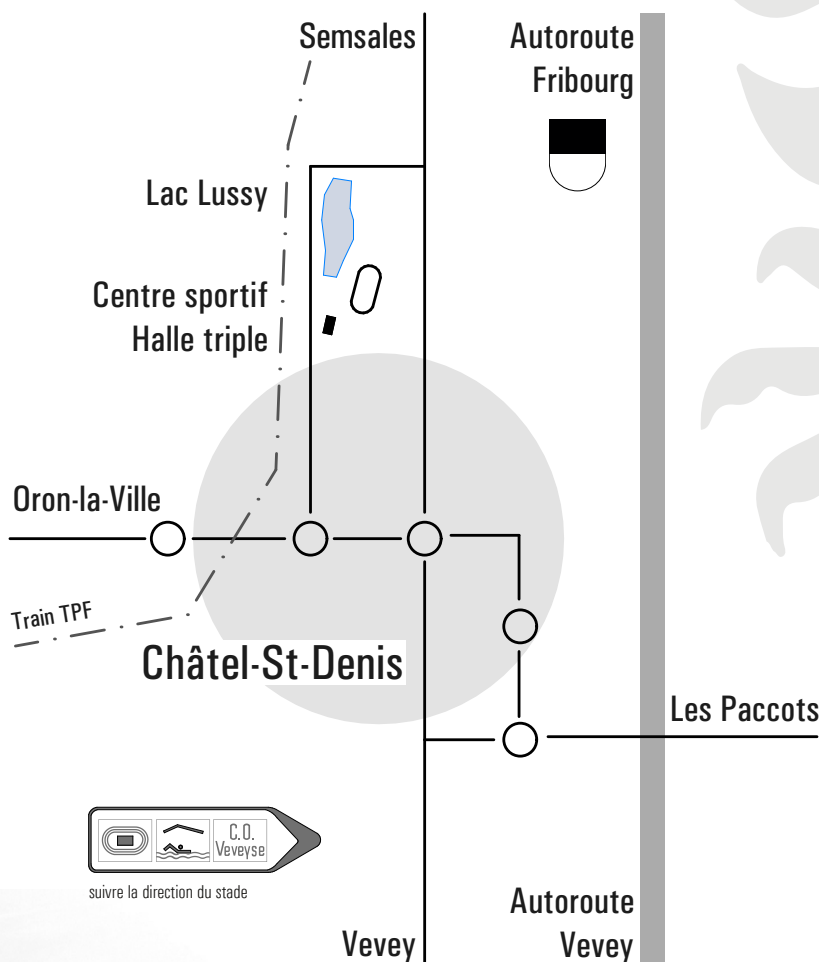 Semsales
Autoroute
Fribourg
Lac Lussy
Centre sportif
Halle triple
Oron-la-Ville
Train TPF
Châtel-St-Denis
Les Paccots
C.O.
Veveyse
suivre la direction du stade
Autoroute
Vevey
Vevey